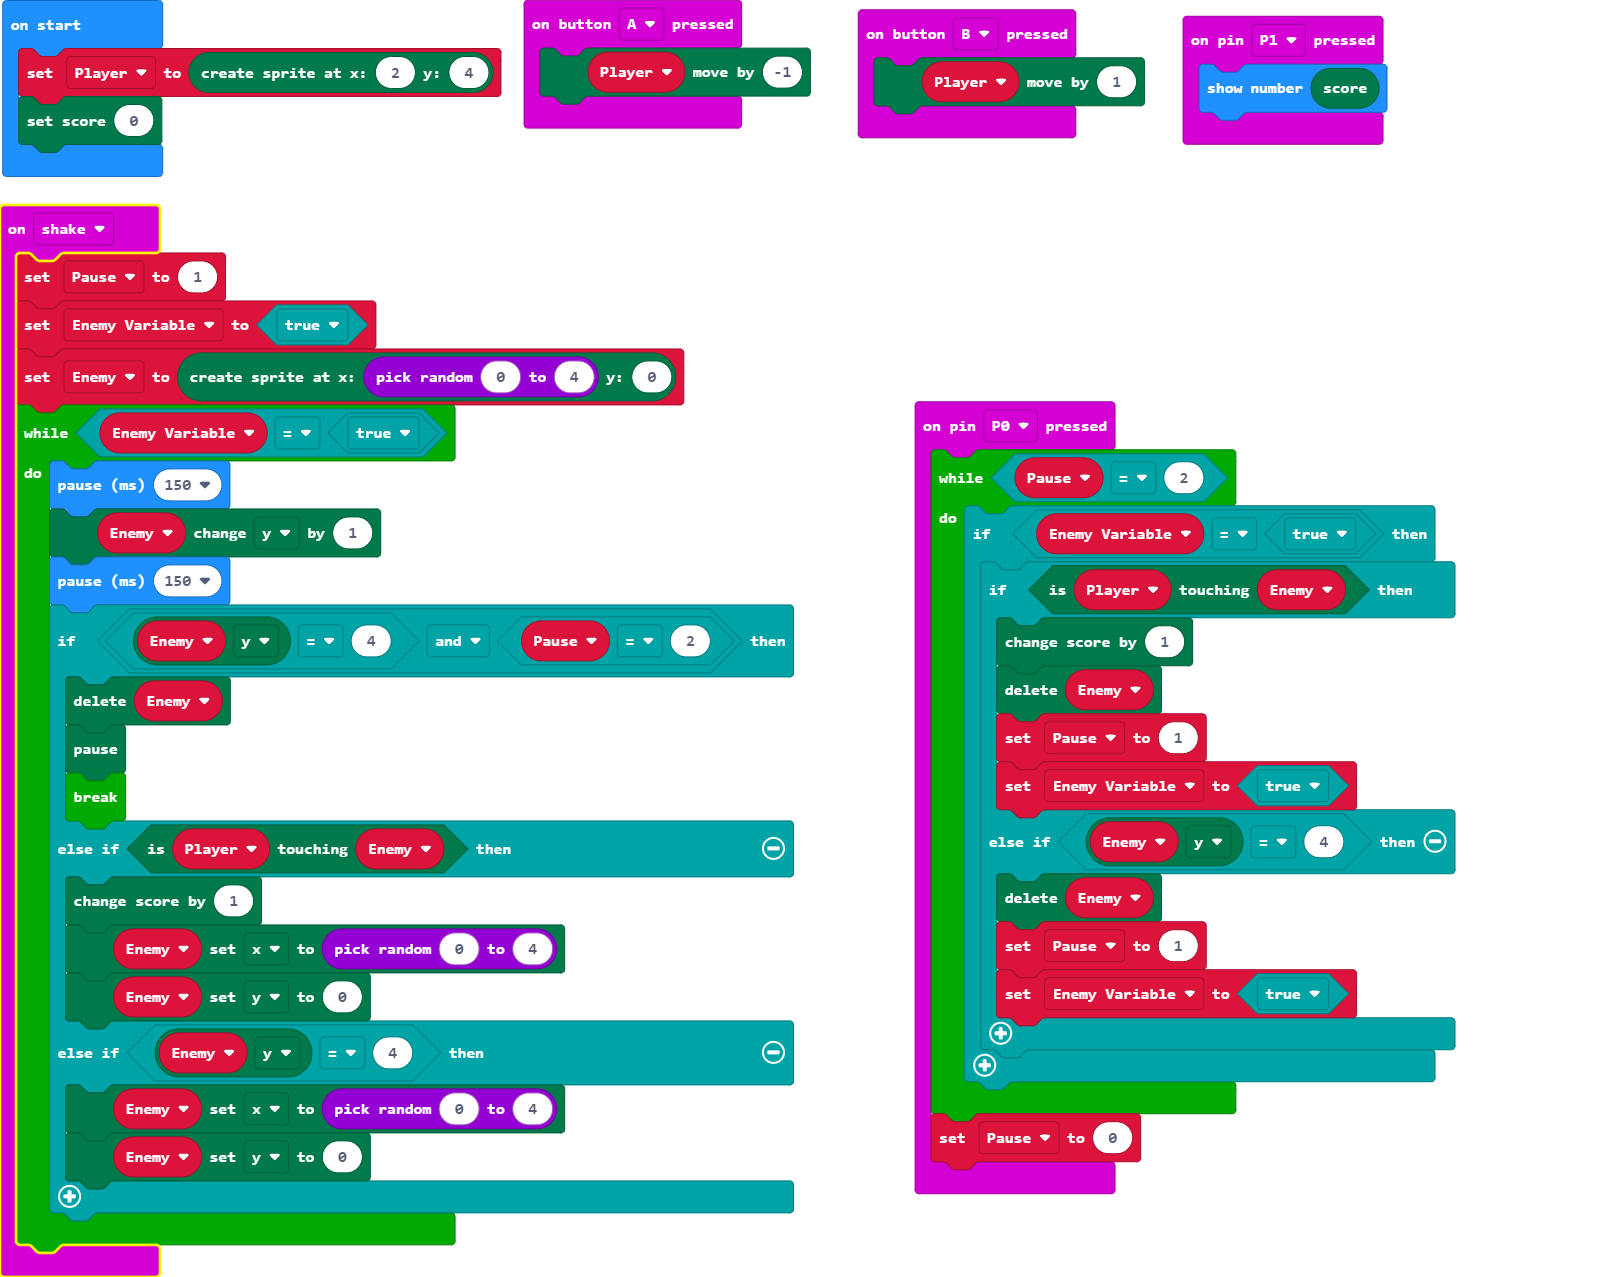 on start
set Player to create sprite at x: 2 y: 4
set score 0
on button A pressed
Player move by -1
on button B pressed
Player move by 1
on pin P1 pressed
show number score
on shake
set Pause to 1
set Enemy Variable to true
set Enemy to create sprite at x: pick random 0 to 4 y: 0
while Enemy Variable = true
do
pause (ms) 150
Enemy change y by 1
pause (ms) 150
if Enemy y = 4 and Pause = 2 then
delete Enemy
pause
break
else if is Player touching Enemy then
change score by 1
Enemy set x to pick random 0 to 4
Enemy set y to 0
else if Enemy y = 4 then
Enemy set x to pick random 0 to 4
Enemy set y to 0
on pin P0 pressed
while Pause = 2
do
if Enemy Variable = true then
if is Player touching Enemy then
change score by 1
delete Enemy
set Pause to 1
set Enemy Variable to true
else if Enemy y = 4 then
delete Enemy
set Pause to 1
set Enemy Variable to true
set Pause to 0